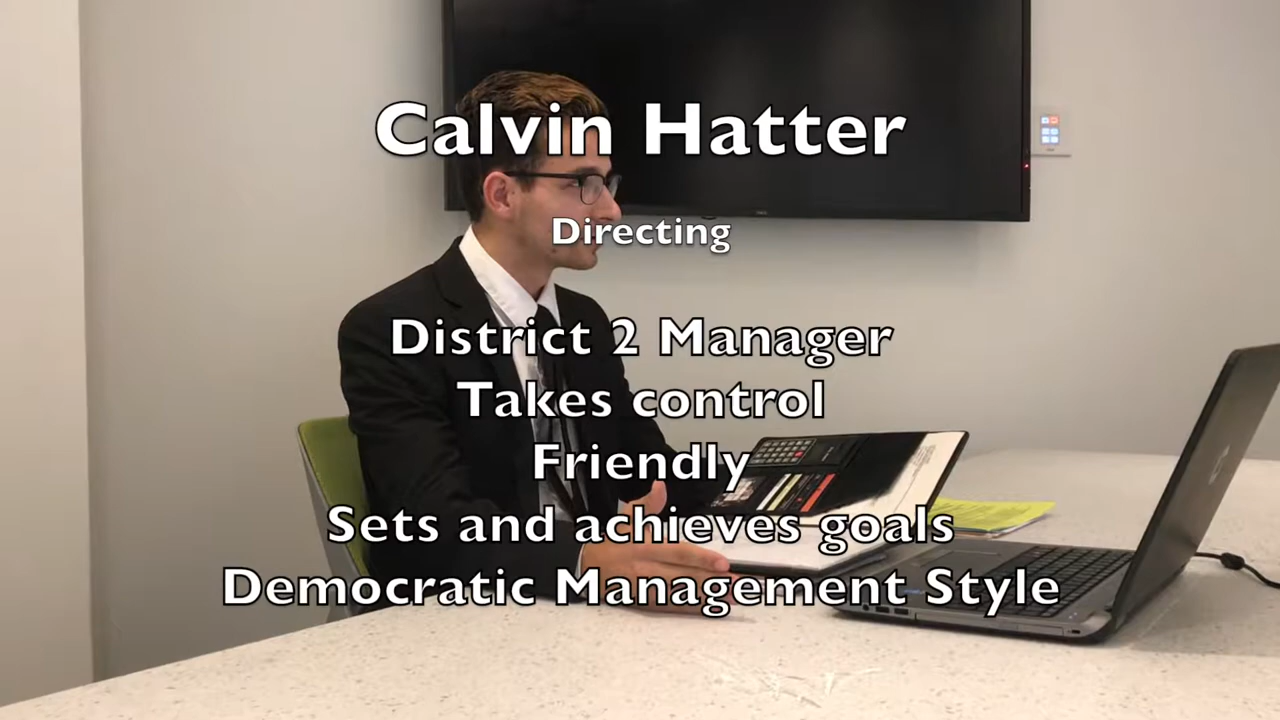 Calvin Hatter
Directing
District 2 Manager
Takes control
Friendly
Sets and achieves goals
Democratic Management Style